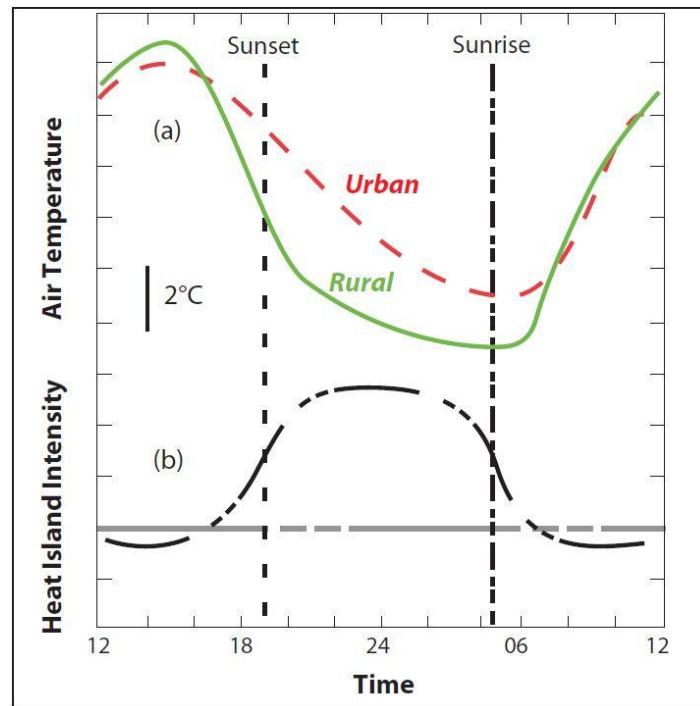 Sunset
Sunrise
(a)
Urban
Rural
2°C
Air Temperature
(b)
Heat Island Intensity
12
18
24
06
12
Time